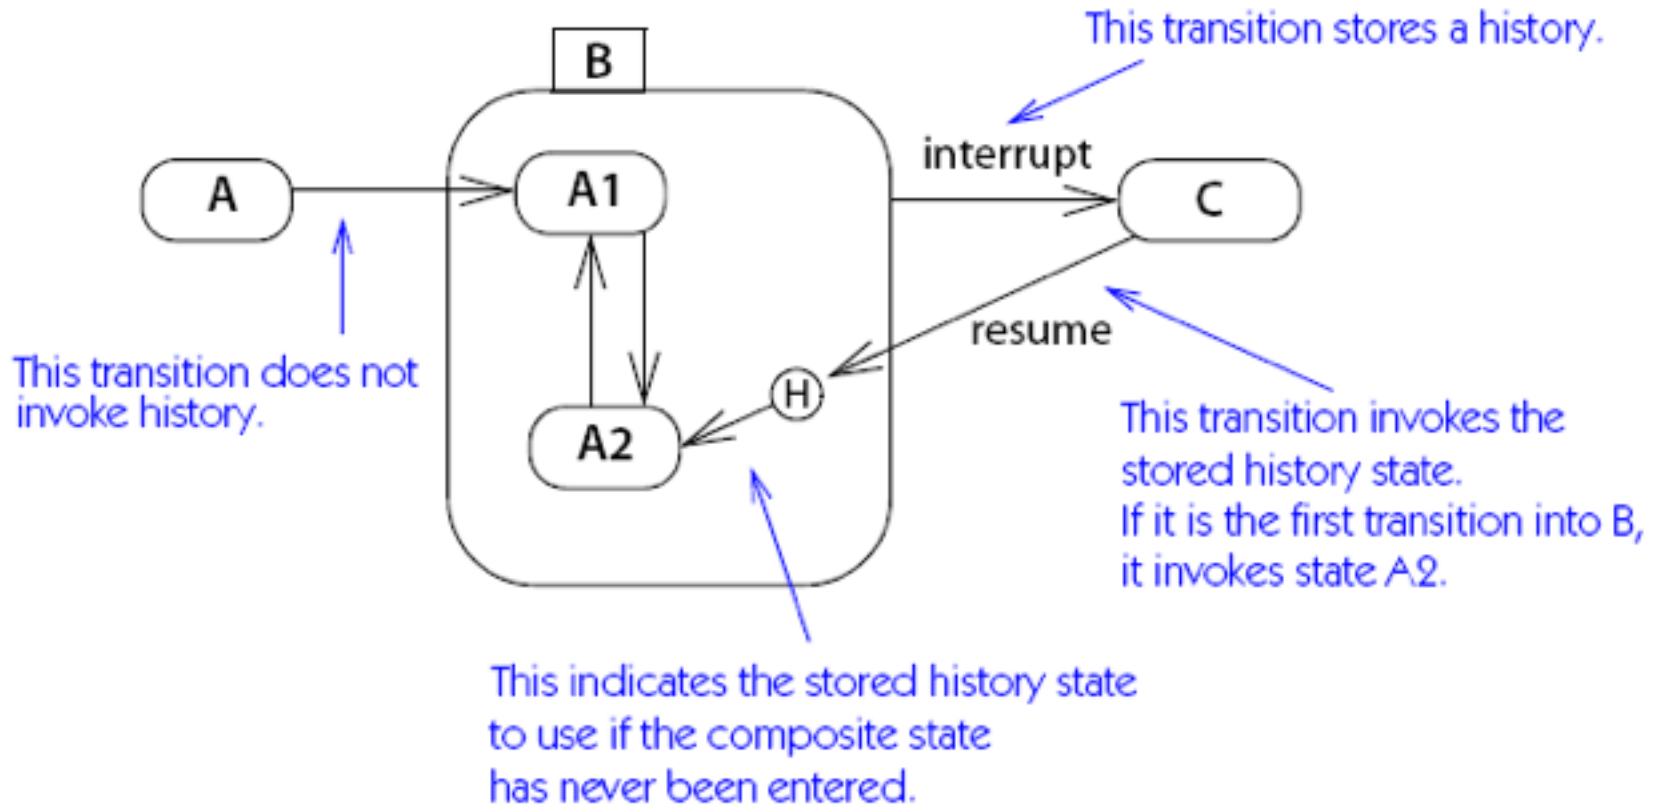 This transition stores a history.
B
interrupt
A
A1
C
resume
This transition does not
invoke history.
H
A2
This transition invokes the
stored history state.
If it is the first transition into B,
it invokes state A2.
This indicates the stored history state
to use if the composite state
has never been entered.